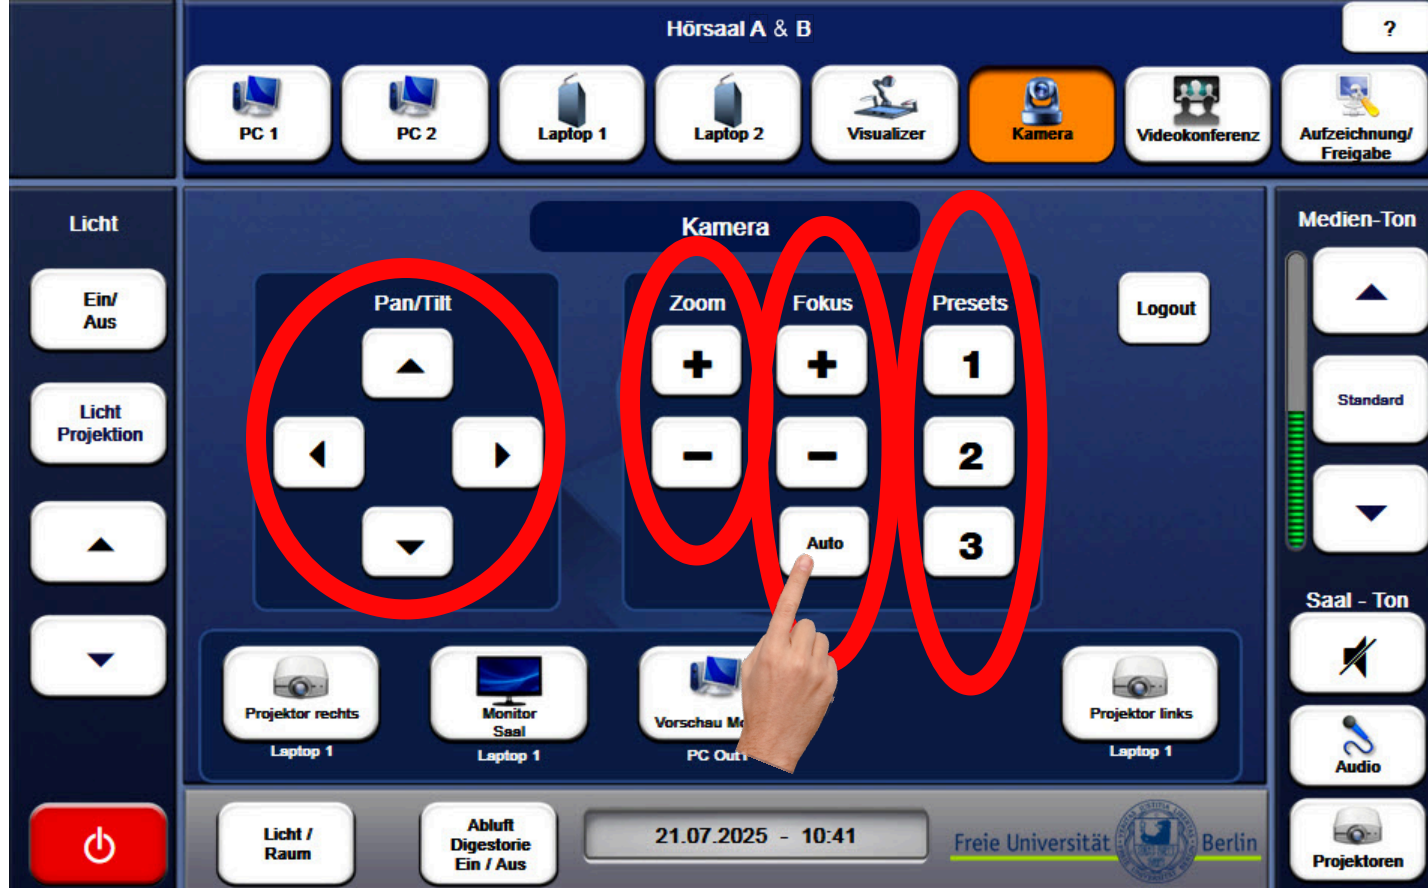 Hörsaal A & B
?
PC 1
PC 2
Laptop 1
Laptop 2
Visualizer
Kamera
Videokonferenz
Aufzeichnung/
Freigabe
Licht
Ein/
Aus
Licht
Projektion
Kamera
Pan/Tilt
Zoom
Fokus
Presets
+
+
1
-
-
2
Auto
3
Logout
Medien-Ton
Standard
Saal - Ton
Audio
Projektoren
Projektor rechts
Laptop 1
Monitor
Saal
Laptop 1
Vorschau
PC Out1
Projektor links
Laptop 1
Licht /
Raum
Abluft
Digestorie
Ein / Aus
21.07.2025 - 10:41
Freie Universität Berlin